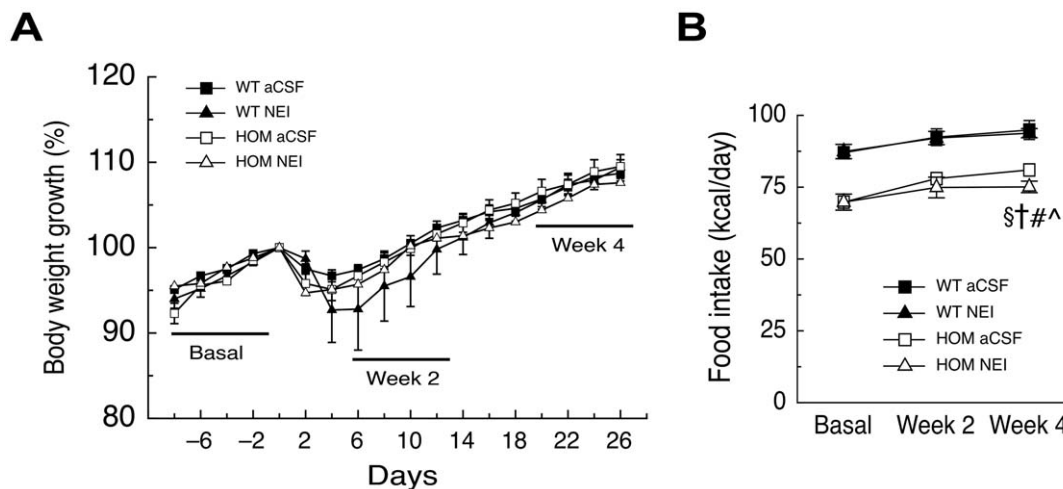 A
Body weight growth (%)
120
110
100
90
80
WT aCSF
WT NEI
HOM aCSF
HOM NEI
Basal
Week 2
Week 4
−6
−2
2
6
10
14
18
22
26
Days
B
Food intake (kcal/day)
100
75
50
25
0
§†#^
WT aCSF
WT NEI
HOM aCSF
HOM NEI
Basal
Week 2
Week 4